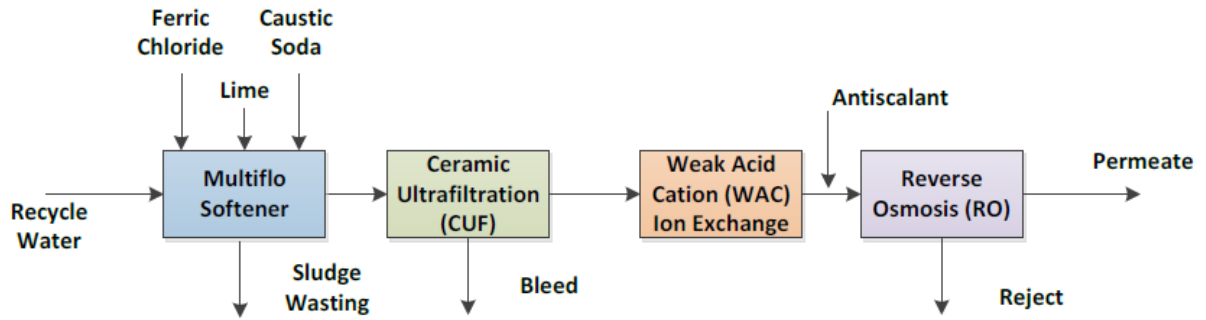 Ferric
Chloride
Caustic
Soda
Lime
Antiscalant
Recycle
Water
Multiflo
Softener
Ceramic
Ultrafiltration
(CUF)
Weak Acid
Cation (WAC)
Ion Exchange
Reverse
Osmosis (RO)
Permeate
Sludge
Wasting
Bleed
Reject